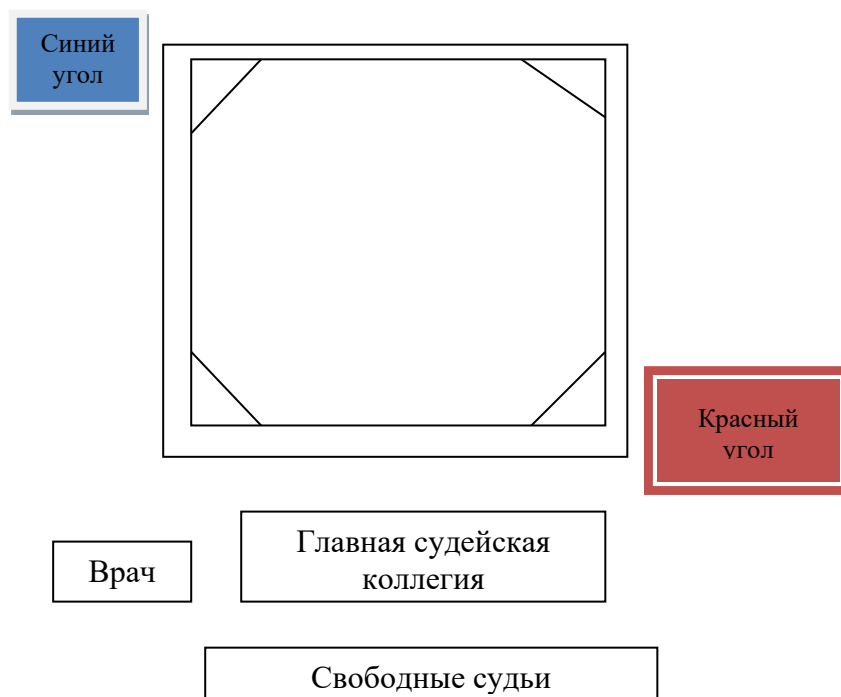 Синий
угол
Красный
угол
Главная судейская
коллегия
Врач
Свободные судьи